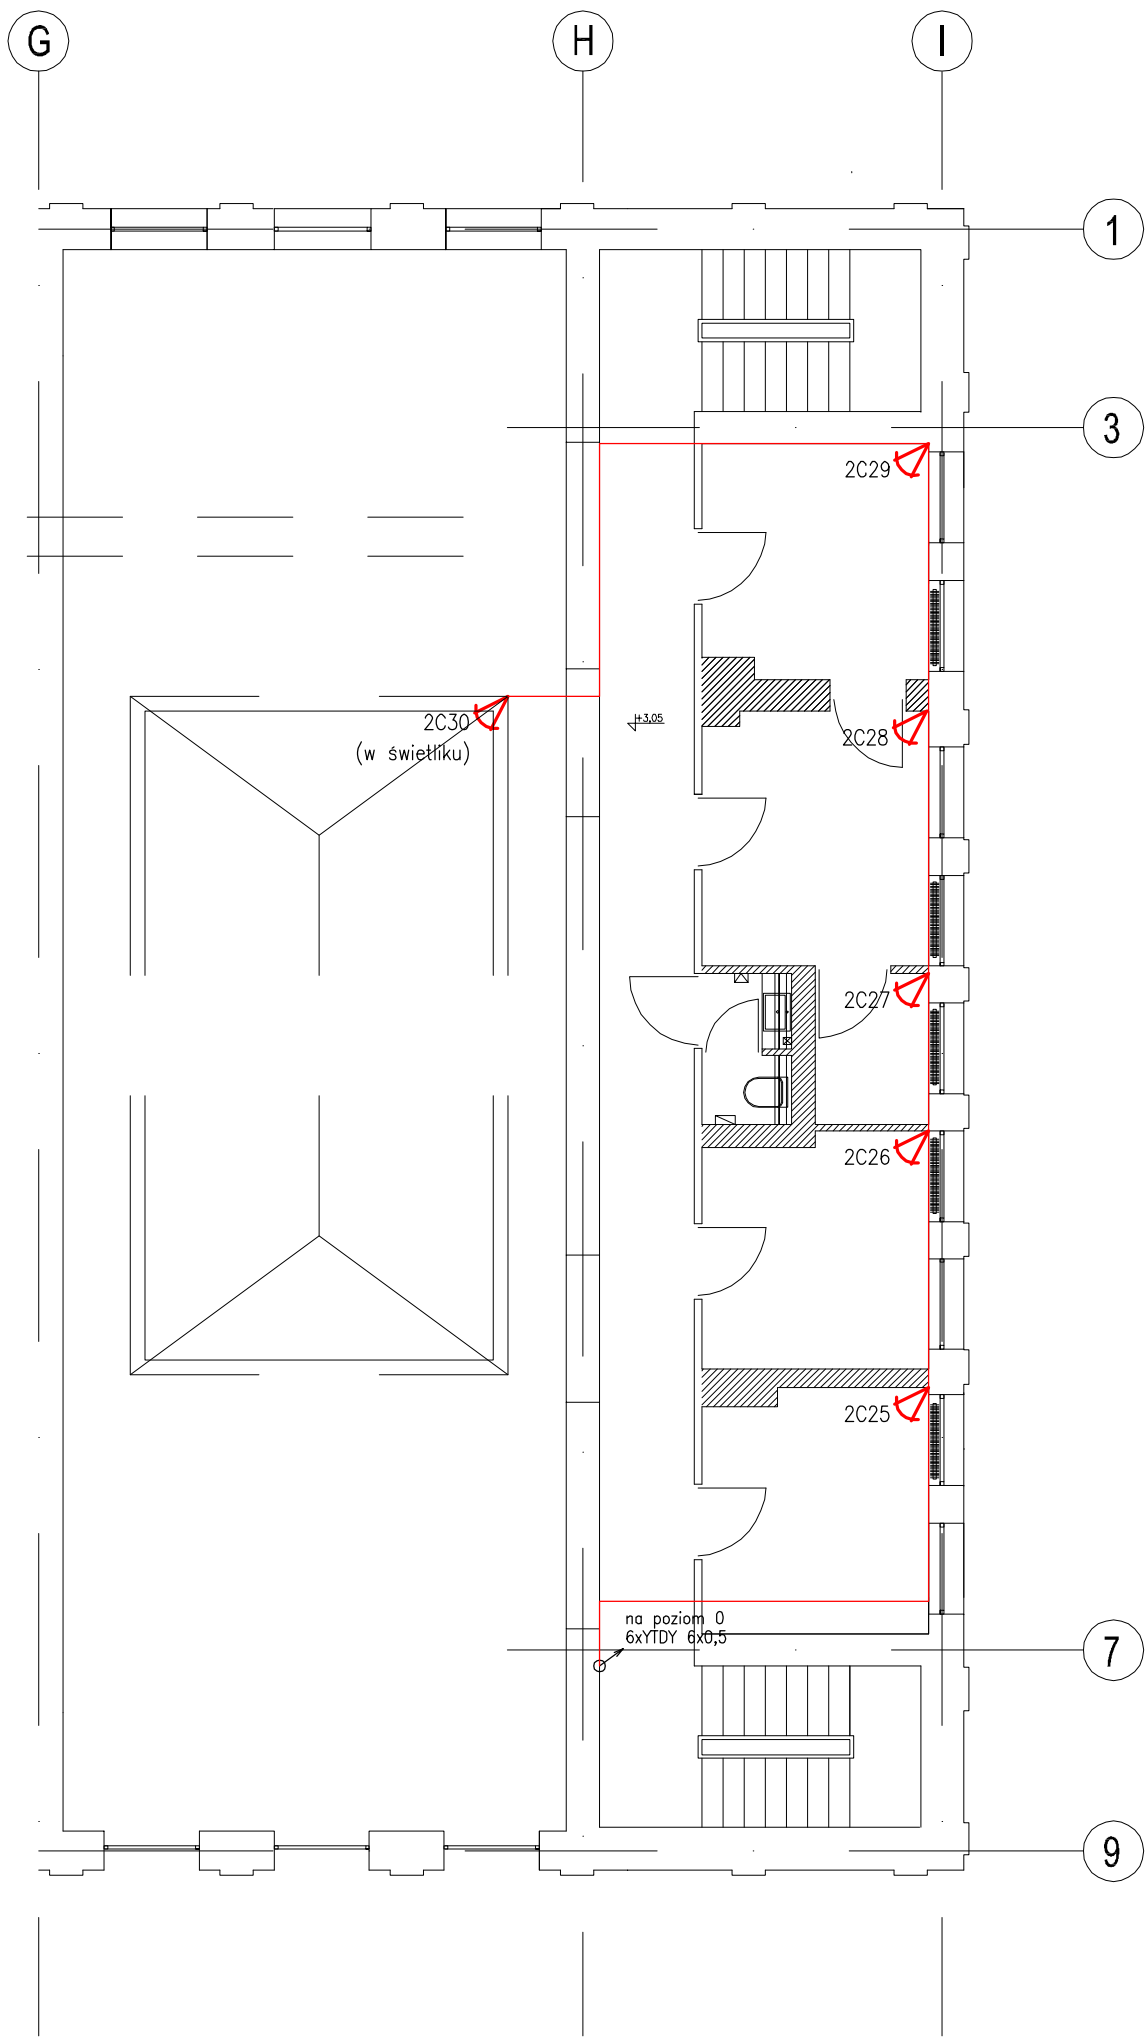 G
H
I
1
3
2C29
+3,05
2C30
(w świetliku)
2C28
2C27
2C26
2C25
na poziom 0
6xYTDY 6x0,5
7
9